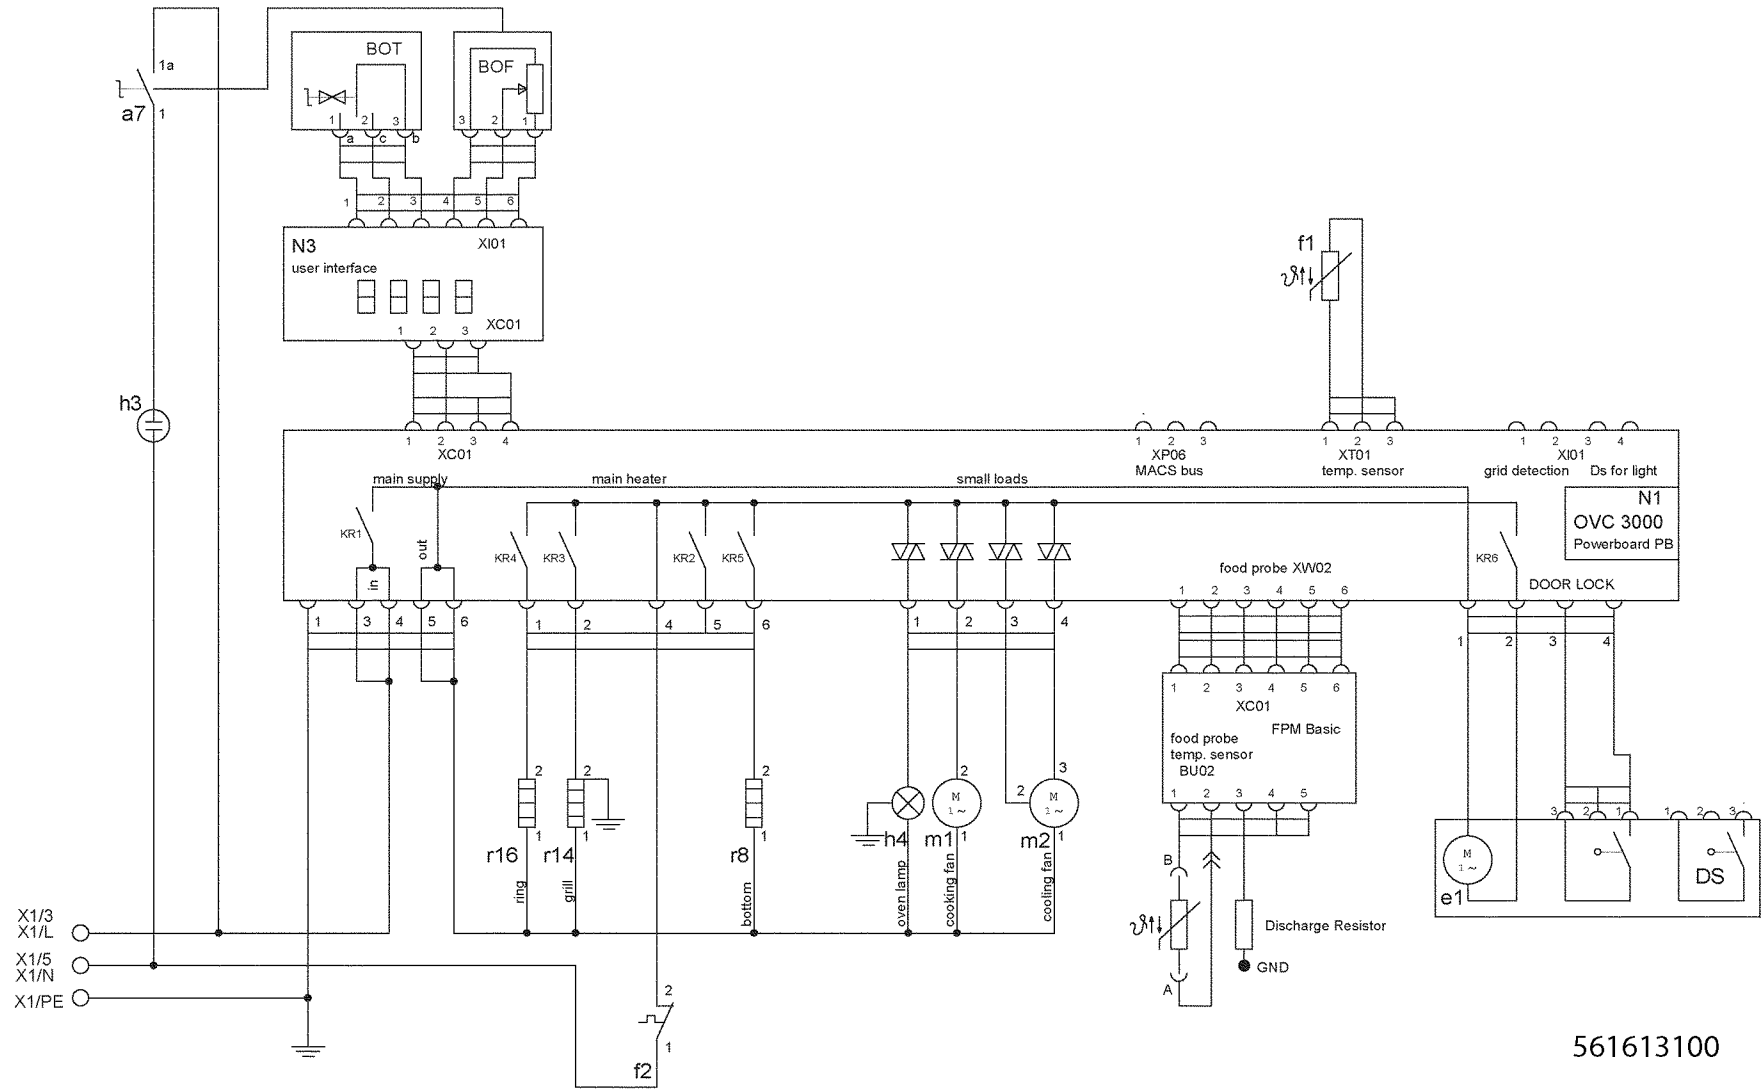 1a
a7
1
BOT
1 2 3
a c b
BOF
3 2 1
1 2 3 4 5 6
N3
XI01
user interface
XC01
1 2 3
f1
h3
1 2 3 4
XC01
1 2 3
XP06
MACS bus
1 2 3
XT01
temp. sensor
1 2 3 4
XI01
grid detection Ds for light
main supply
main heater
small loads
N1
OVC 3000
Powerboard PB
KR1
out
in
KR4
KR3
KR2
KR5
KR6
food probe XW02
DOOR LOCK
1 2 3 4 5 6
1 3 4 5 6
1 2 4 5 6
1 2 3 4
1 2 3 4
1 2 3 4 5 6
XC01
FPM Basic
food probe
temp. sensor
BU02
1 2 3 4 5
2
1
r16
ring
2
1
r14
grill
2
1
r8
bottom
h4
oven lamp
2
M
1~
1
m1
cooking fan
3
2
M
1~
1
m2
cooling fan
B
A
Discharge Resistor
GND
3 2 1
1 2 3
M
1~
e1
DS
X1/3
X1/L
X1/5
X1/N
X1/PE
2
1
f2
561613100